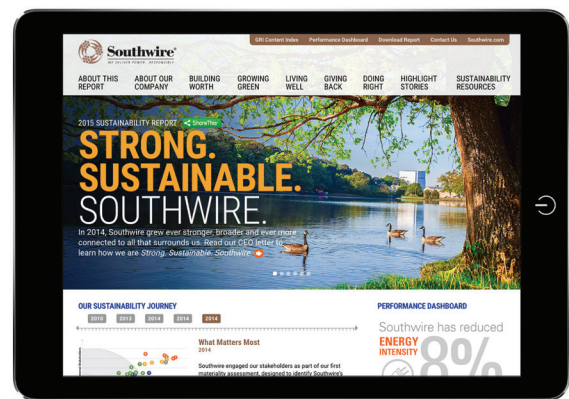 GRI Content Index Performance Dashboard Download Report Contact Us Southwire.com
Southwire®
WE DELIVER POWER...RESPONSIBLY
ABOUT THIS REPORT
ABOUT OUR COMPANY
BUILDING WORTH
GROWING GREEN
LIVING WELL
GIVING BACK
DOING RIGHT
HIGHLIGHT STORIES
SUSTAINABILITY RESOURCES
2015 SUSTAINABILITY REPORT ShareThis
STRONG.
SUSTAINABLE.
SOUTHWIRE.
In 2014, Southwire grew ever stronger, broader and ever more
connected to all that surrounds us. Read our CEO letter to
learn how we are Strong. Sustainable. Southwire
OUR SUSTAINABILITY JOURNEY
2010 2013 2014 2014 2014
What Matters Most
2014
Southwire engaged our stakeholders as part of our first
materiality assessment, designed to identify Southwire's
PERFORMANCE DASHBOARD
Southwire has reduced
ENERGY
INTENSITY
8%